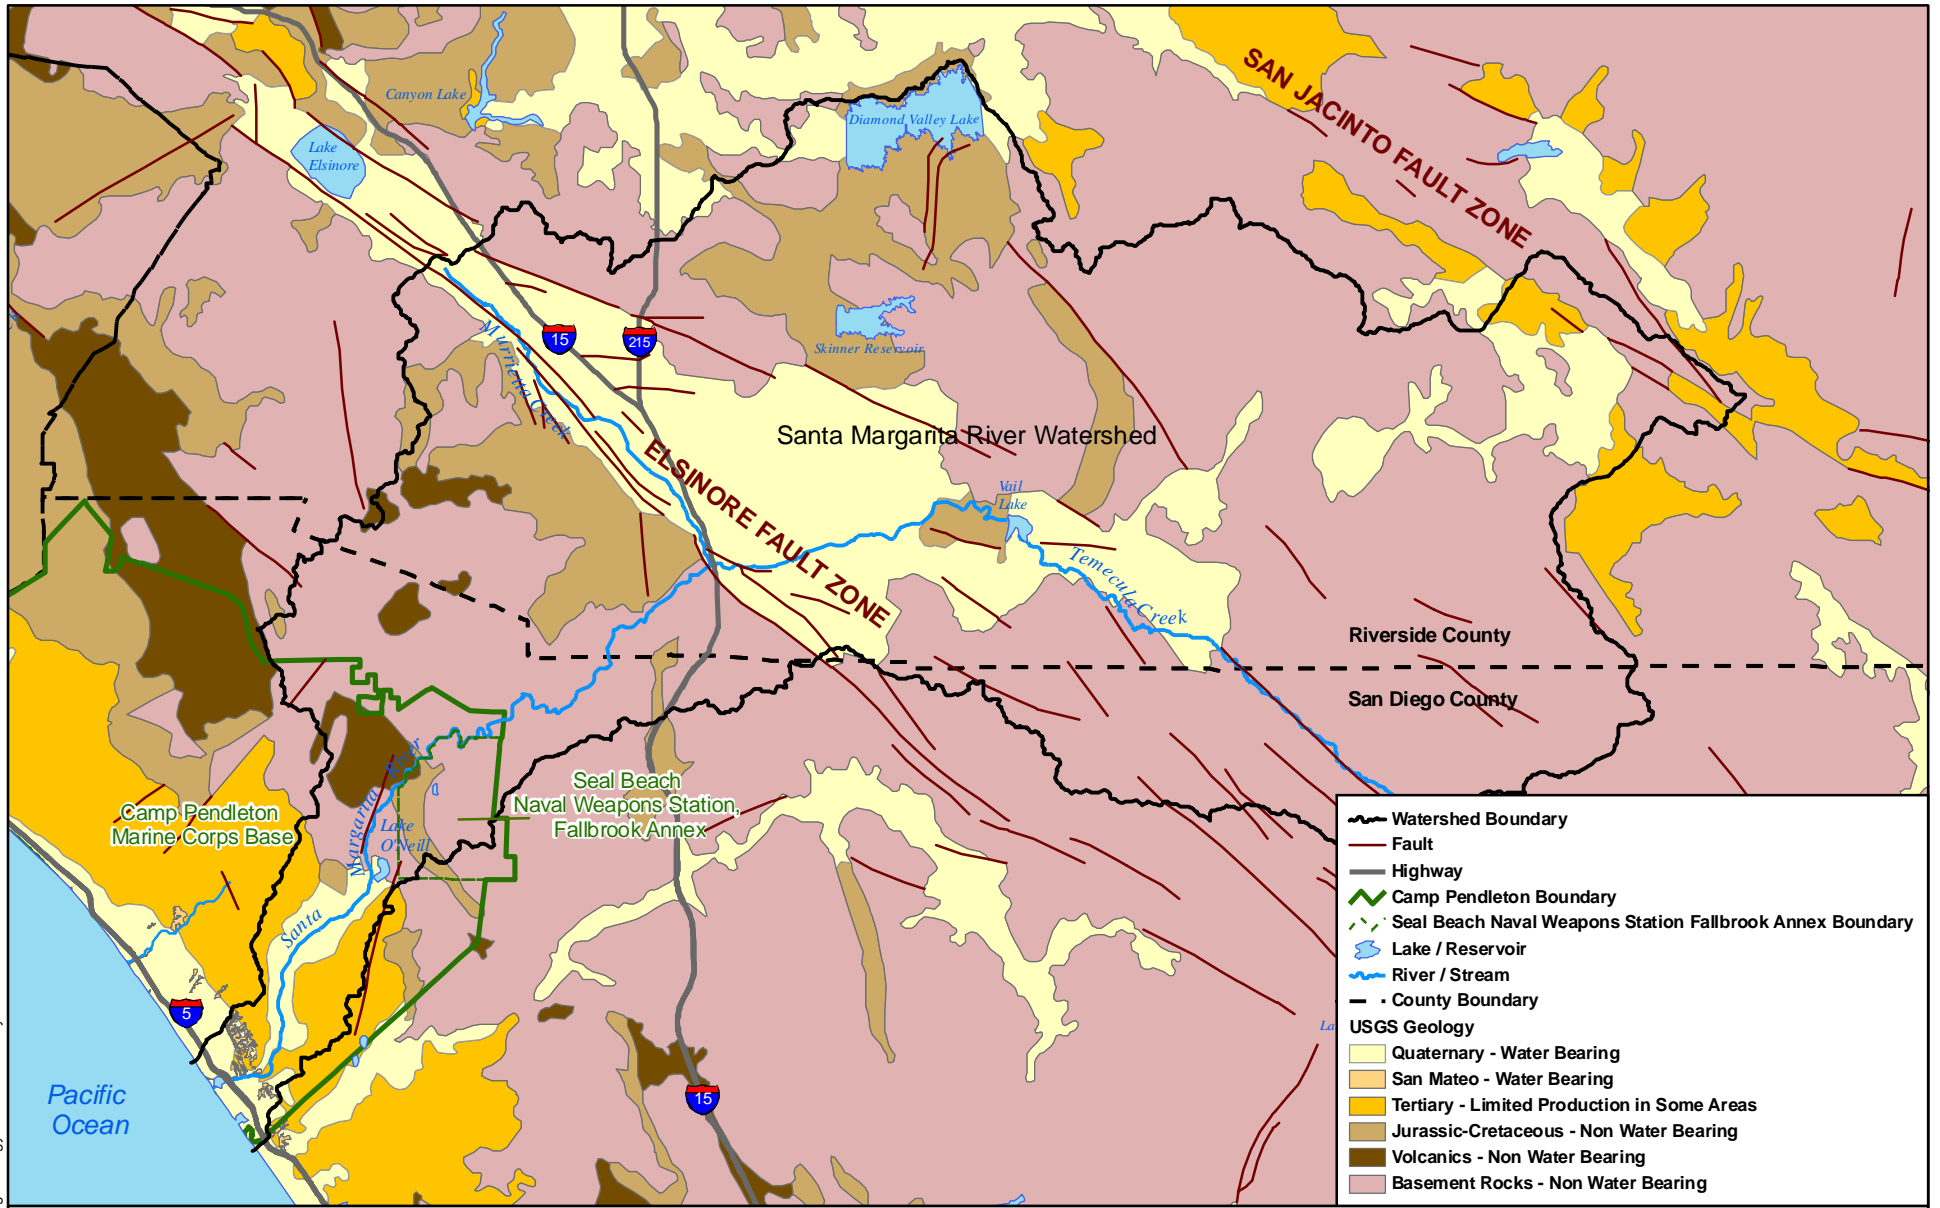 SAN JACINTO FAULT ZONE
Canyon Lake
Diamond Valley Lake
Lake
Elsinore
15
215
Skinner Reservoir
Murrietta Creek
Santa Margarita River Watershed
ELSINORE FAULT ZONE
Vail
Lake
Temecula Creek
Riverside County
San Diego County
Camp Pendleton
Marine Corps Base
Seal Beach
Naval Weapons Station,
Fallbrook Annex
Lake
O'Neill
Santa Margarita River
5
15
Pacific
Ocean
La
Watershed Boundary
Fault
Highway
Camp Pendleton Boundary
Seal Beach Naval Weapons Station Fallbrook Annex Boundary
Lake / Reservoir
River / Stream
County Boundary
USGS Geology
Quaternary - Water Bearing
San Mateo - Water Bearing
Tertiary - Limited Production in Some Areas
Jurassic-Cretaceous - Non Water Bearing
Volcanics - Non Water Bearing
Basement Rocks - Non Water Bearing